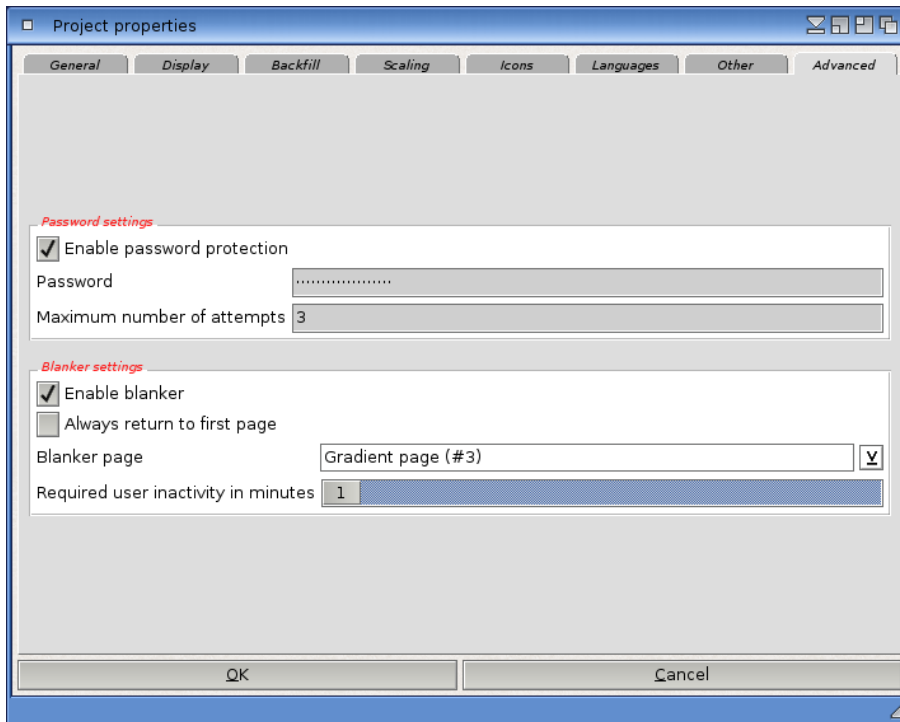 Project properties
General Display Backfill Scaling Icons Languages Other Advanced
Password settings
Enable password protection
Password ···················
Maximum number of attempts 3
Blanker settings
Enable blanker
Always return to first page
Blanker page Gradient page (#3)
Required user inactivity in minutes 1
OK Cancel